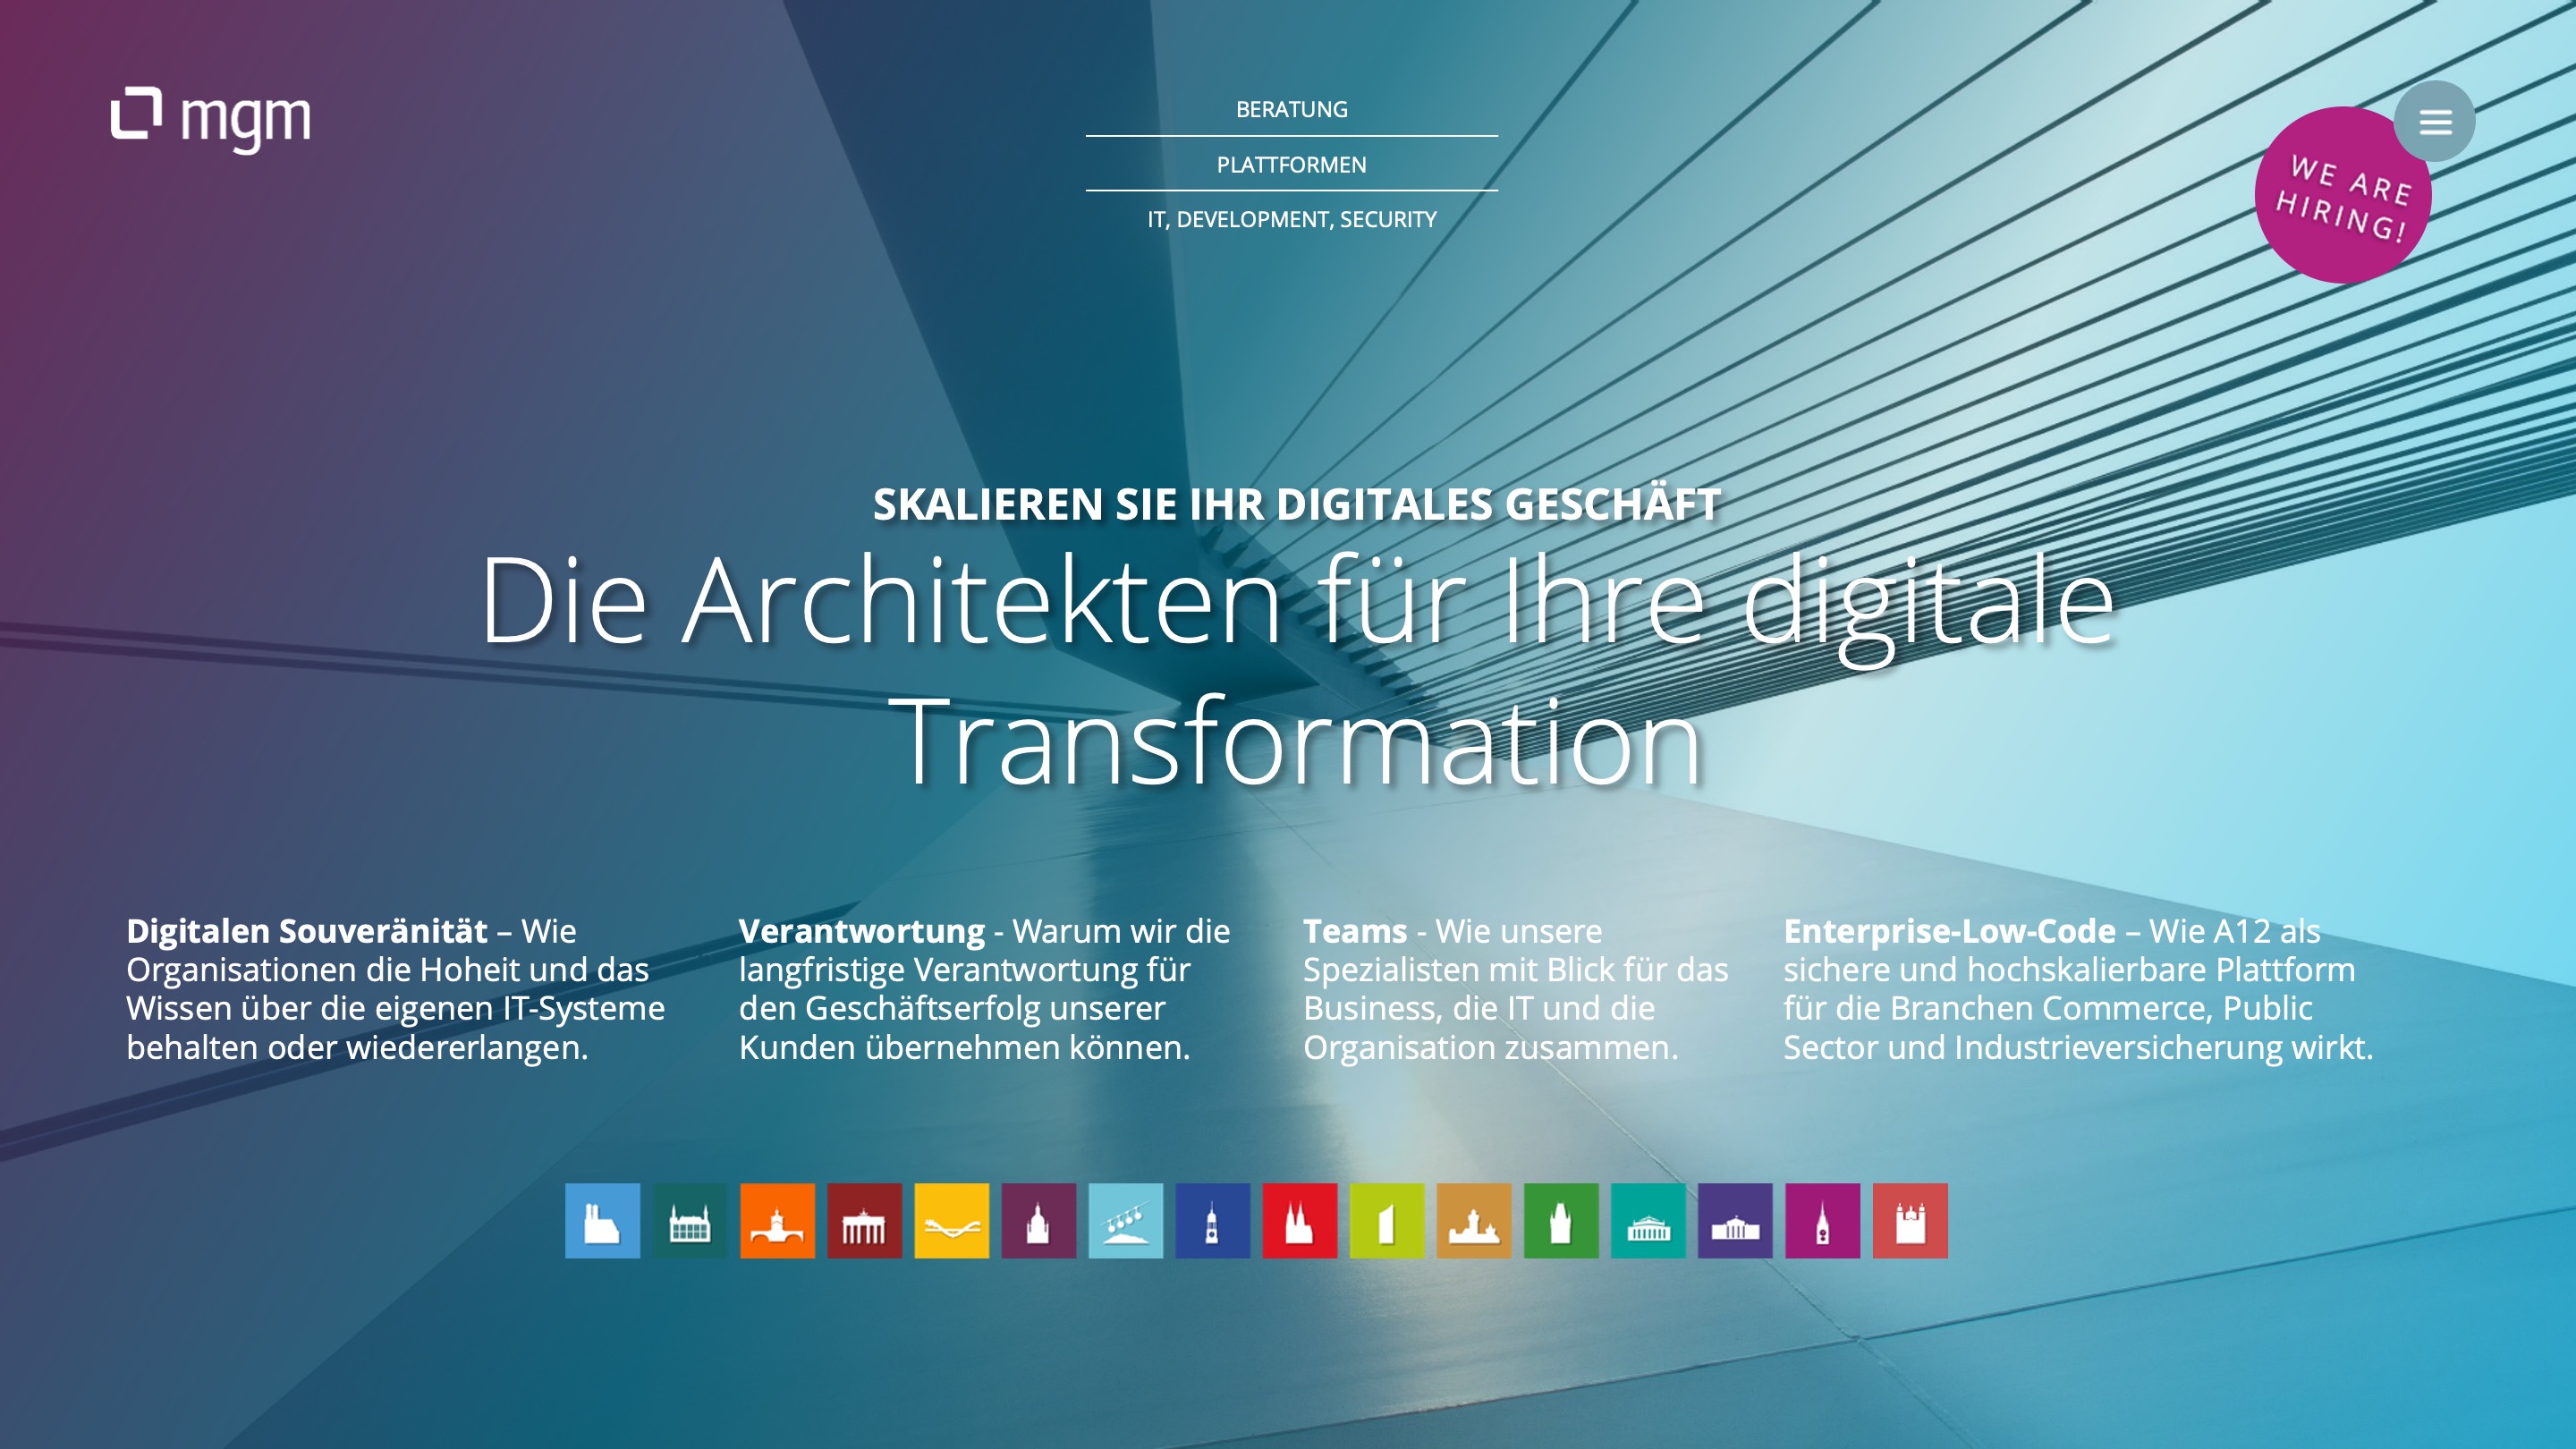 mgm
BERATUNG
PLATTFORMEN
IT, DEVELOPMENT, SECURITY
WE ARE
HIRING!
SKALIEREN SIE IHR DIGITALES GESCHÄFT
Die Architekten für Ihre digitale
Transformation
Digitalen Souveränität – Wie
Organisationen die Hoheit und das
Wissen über die eigenen IT-Systeme
behalten oder wiedererlangen.
Verantwortung - Warum wir die
langfristige Verantwortung für
den Geschäftserfolg unserer
Kunden übernehmen können.
Teams - Wie unsere
Spezialisten mit Blick für das
Business, die IT und die
Organisation zusammen.
Enterprise-Low-Code – Wie A12 als
sichere und hochskalierbare Plattform
für die Branchen Commerce, Public
Sector und Industrieversicherung wirkt.